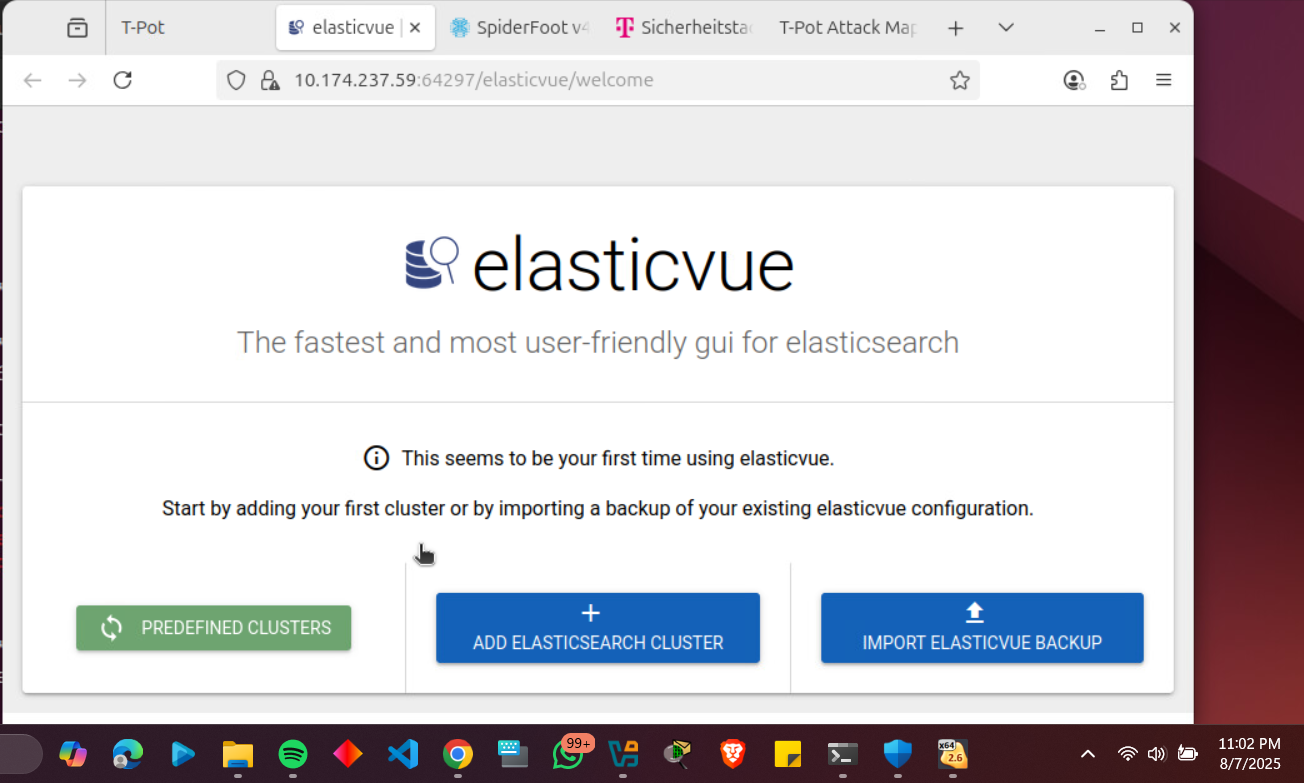 T-Pot
elasticvue |
SpiderFoot v4
Sicherheitstac
T-Pot Attack Map
10.174.237.59:64297/elasticvue/welcome
elasticvue
The fastest and most user-friendly gui for elasticsearch
This seems to be your first time using elasticvue.
Start by adding your first cluster or by importing a backup of your existing elasticvue configuration.
PREDEFINED CLUSTERS
ADD ELASTICSEARCH CLUSTER
IMPORT ELASTICVUE BACKUP
99+
x64
2.6
11:02 PM
8/7/2025